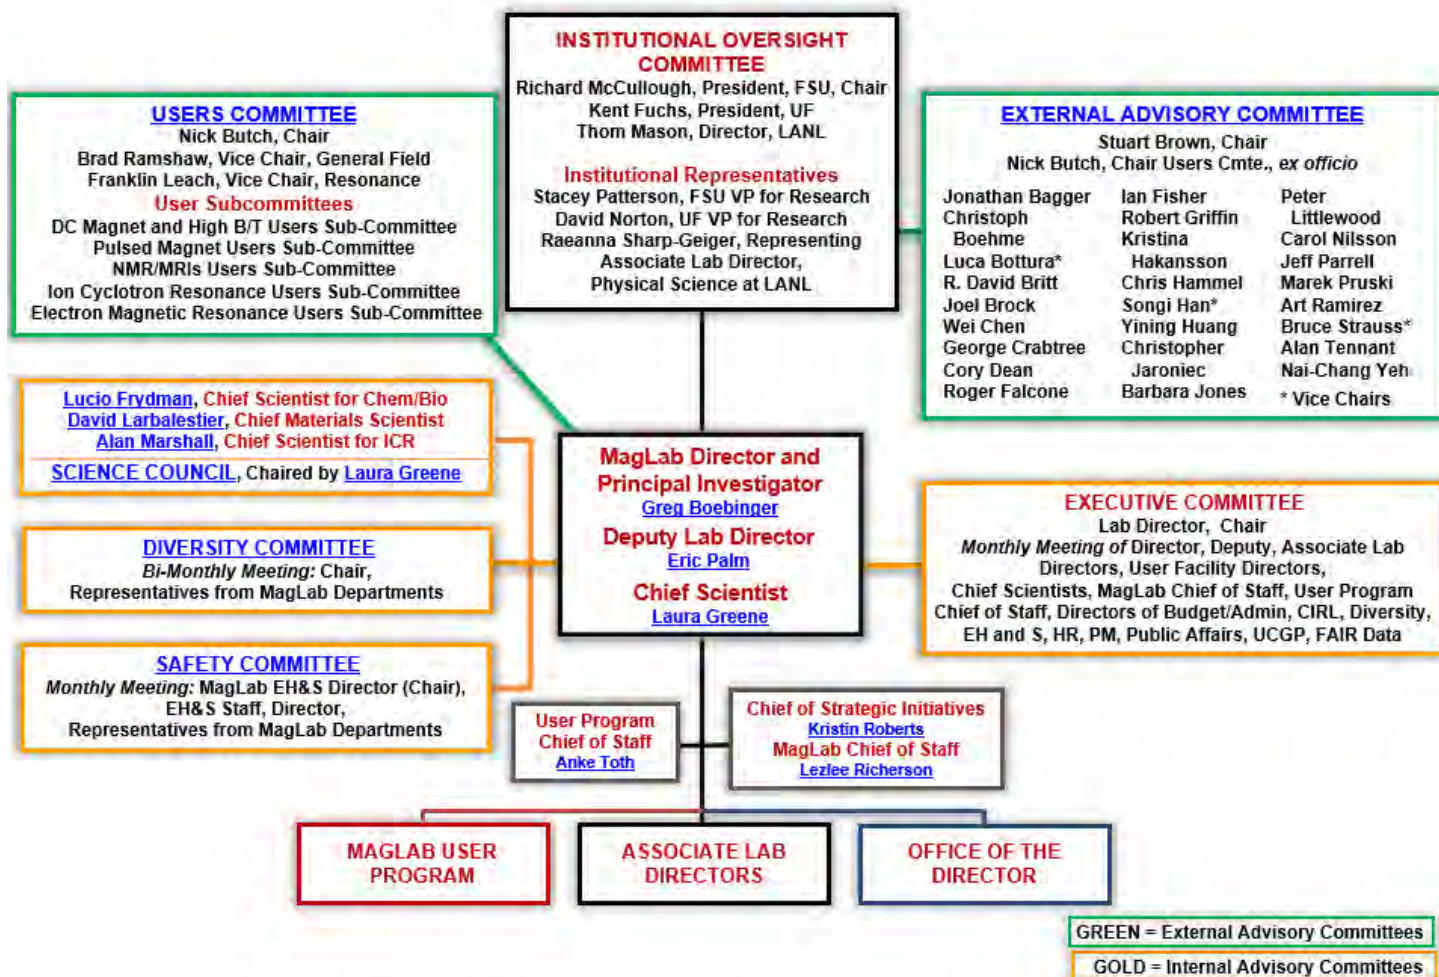 INSTITUTIONAL OVERSIGHT
COMMITTEE
Richard McCullough, President, FSU, Chair
Kent Fuchs, President, UF
Thom Mason, Director, LANL
Institutional Representatives
Stacey Patterson, FSU VP for Research
David Norton, UF VP for Research
Raeanna Sharp-Geiger, Representing
Associate Lab Director,
Physical Science at LANL
USERS COMMITTEE
Nick Butch, Chair
Brad Ramshaw, Vice Chair, General Field
Franklin Leach, Vice Chair, Resonance
User Subcommittees
DC Magnet and High B/T Users Sub-Committee
Pulsed Magnet Users Sub-Committee
NMR/MRIs Users Sub-Committee
Ion Cyclotron Resonance Users Sub-Committee
Electron Magnetic Resonance Users Sub-Committee
EXTERNAL ADVISORY COMMITTEE
Stuart Brown, Chair
Nick Butch, Chair Users Cmte., ex officio
Jonathan Bagger
Christoph
Boehme
Luca Bottura*
R. David Britt
Joel Brock
Wei Chen
George Crabtree
Cory Dean
Roger Falcone
Ian Fisher
Robert Griffin
Kristina
Hakansson
Chris Hammel
Songi Han*
Yining Huang
Christopher
Jaroniec
Barbara Jones
Peter
Littlewood
Carol Nilsson
Jeff Parrell
Marek Pruski
Art Ramirez
Bruce Strauss*
Alan Tennant
Nai-Chang Yeh
* Vice Chairs
Lucio Frydman, Chief Scientist for Chem/Bio
David Larbalestier, Chief Materials Scientist
Alan Marshall, Chief Scientist for ICR
SCIENCE COUNCIL, Chaired by Laura Greene
DIVERSITY COMMITTEE
Bi-Monthly Meeting: Chair,
Representatives from MagLab Departments
SAFETY COMMITTEE
Monthly Meeting: MagLab EH&S Director (Chair),
EH&S Staff, Director,
Representatives from MagLab Departments
MagLab Director and
Principal Investigator
Greg Boebinger
Deputy Lab Director
Eric Palm
Chief Scientist
Laura Greene
EXECUTIVE COMMITTEE
Lab Director, Chair
Monthly Meeting of Director, Deputy, Associate Lab
Directors, User Facility Directors,
Chief Scientists, MagLab Chief of Staff, User Program
Chief of Staff, Directors of Budget/Admin, CIRL, Diversity,
EH and S, HR, PM, Public Affairs, UCGP, FAIR Data
User Program
Chief of Staff
Anke Toth
Chief of Strategic Initiatives
Kristin Roberts
MagLab Chief of Staff
Lezlee Richerson
MAGLAB USER
PROGRAM
ASSOCIATE LAB
DIRECTORS
OFFICE OF THE
DIRECTOR
GREEN = External Advisory Committees
GOLD = Internal Advisory Committees